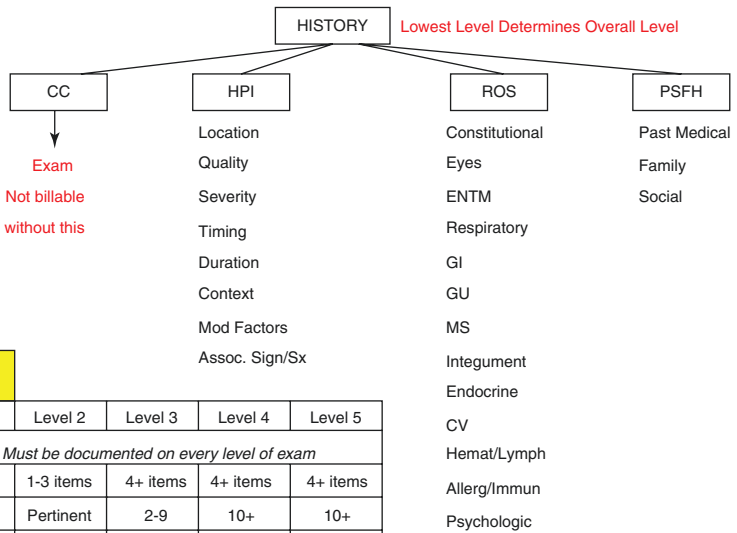 HISTORY
Lowest Level Determines Overall Level
CC
Exam
Not billable
without this
HPI
Location
Quality
Severity
Timing
Duration
Context
Mod Factors
Assoc. Sign/Sx
ROS
Constitutional
Eyes
ENTM
Respiratory
GI
GU
MS
Integument
Endocrine
CV
Hemat/Lymph
Allerg/Immun
Psychologic
PSFH
Past Medical
Family
Social
Level 2 Level 3 Level 4 Level 5
Must be documented on every level of exam
1-3 items 4+ items 4+ items 4+ items
Pertinent 2-9 10+ 10+